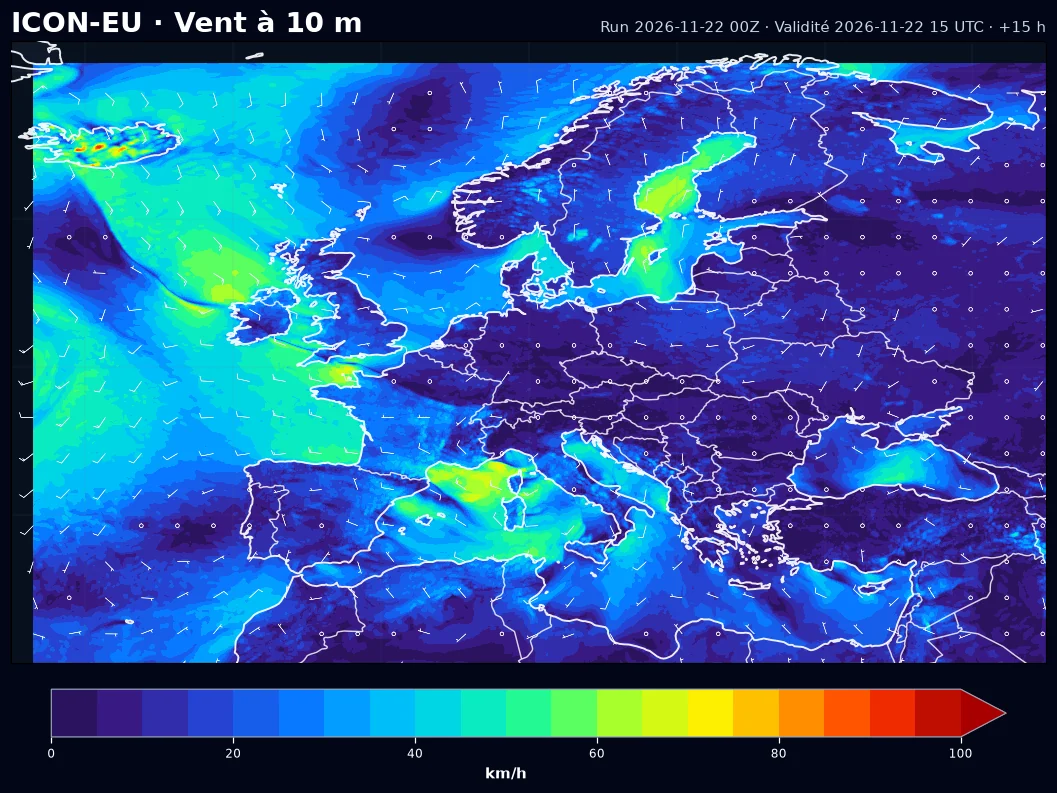 ICON-EU · Vent à 10 m
Run 2026-11-22 00Z · Validité 2026-11-22 15 UTC · +15 h
0 20 40 60 80 100
km/h